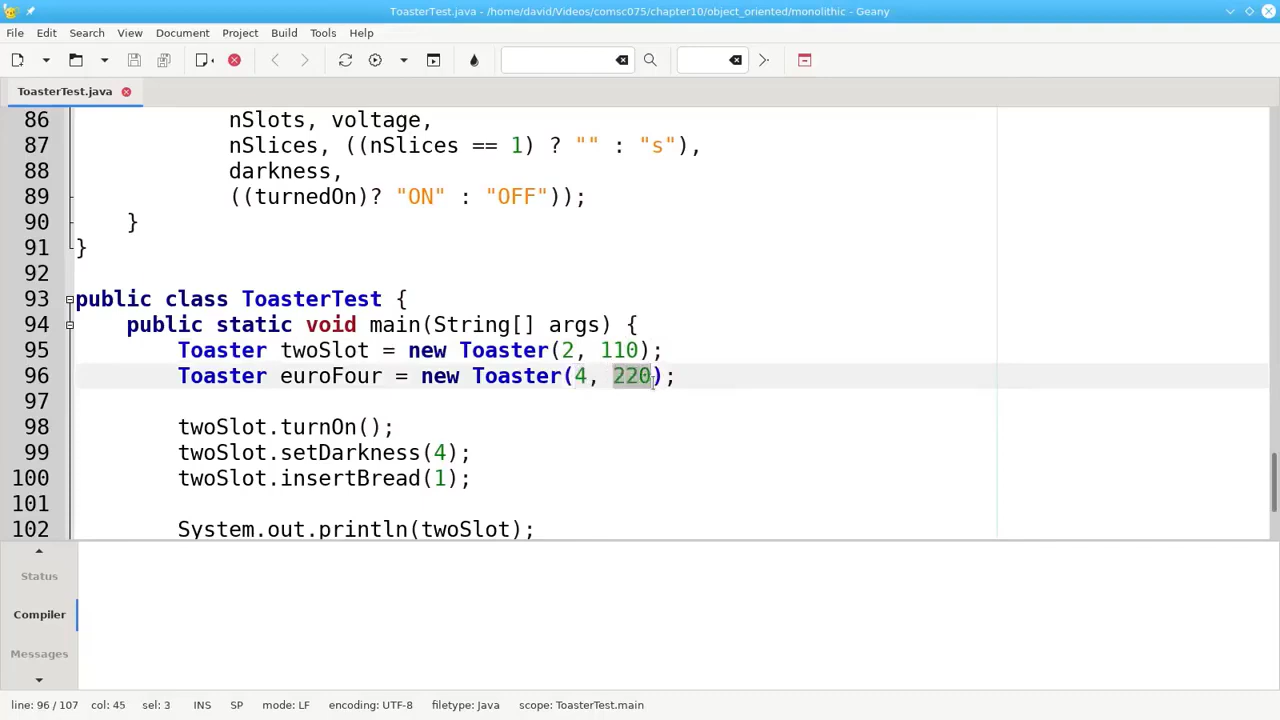 ToasterTest.java - /home/david/Videos/comsc075/chapter10/object_oriented/monolithic - Geany
File Edit Search View Document Project Build Tools Help
ToasterTest.java
86 nSlots, voltage,
87 nSlices, ((nSlices == 1) ? "" : "s"),
88 darkness,
89 ((turnedOn)? "ON" : "OFF"));
90 }
91 }
92
93 public class ToasterTest {
94 public static void main(String[] args) {
95 Toaster twoSlot = new Toaster(2, 110);
96 Toaster euroFour = new Toaster(4, 220);
97
98 twoSlot.turnOn();
99 twoSlot.setDarkness(4);
100 twoSlot.insertBread(1);
101
102 System.out.println(twoSlot);
Status
Compiler
Messages
line: 96 / 107 col: 45 sel: 3 INS SP mode: LF encoding: UTF-8 filetype: Java scope: ToasterTest.main